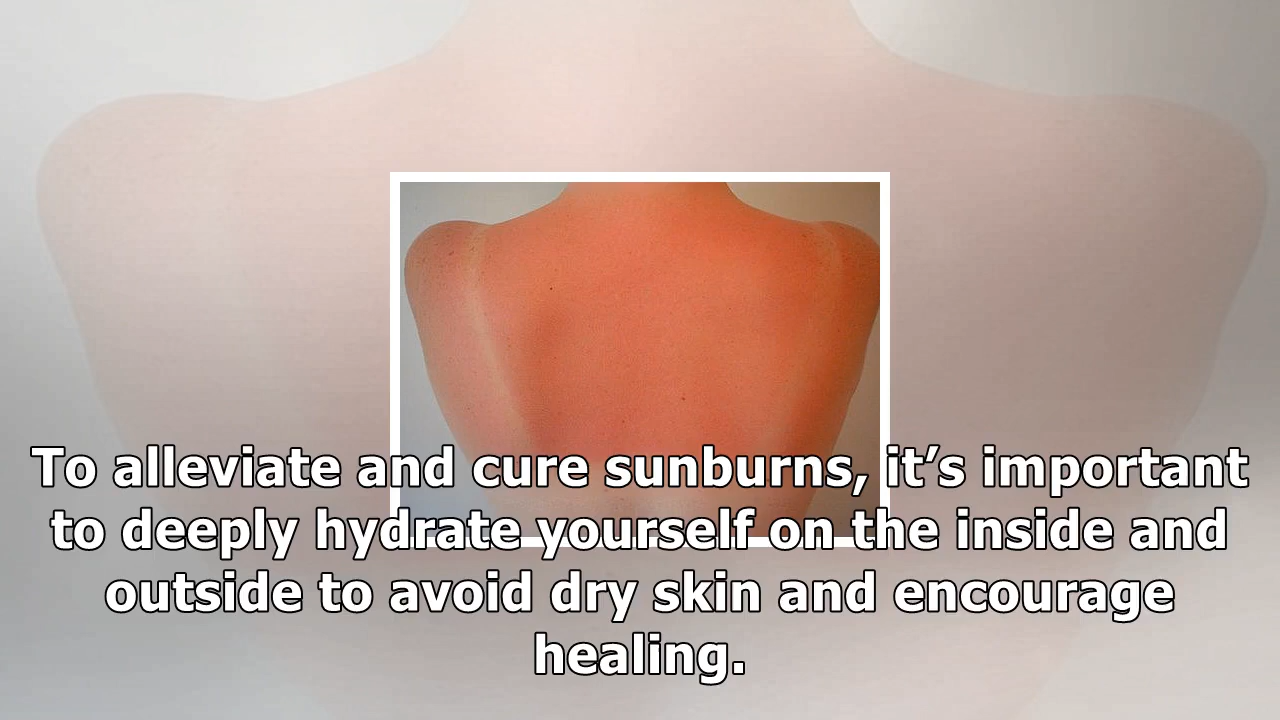 To alleviate and cure sunburns, it’s important
to deeply hydrate yourself on the inside and
outside to avoid dry skin and encourage
healing.